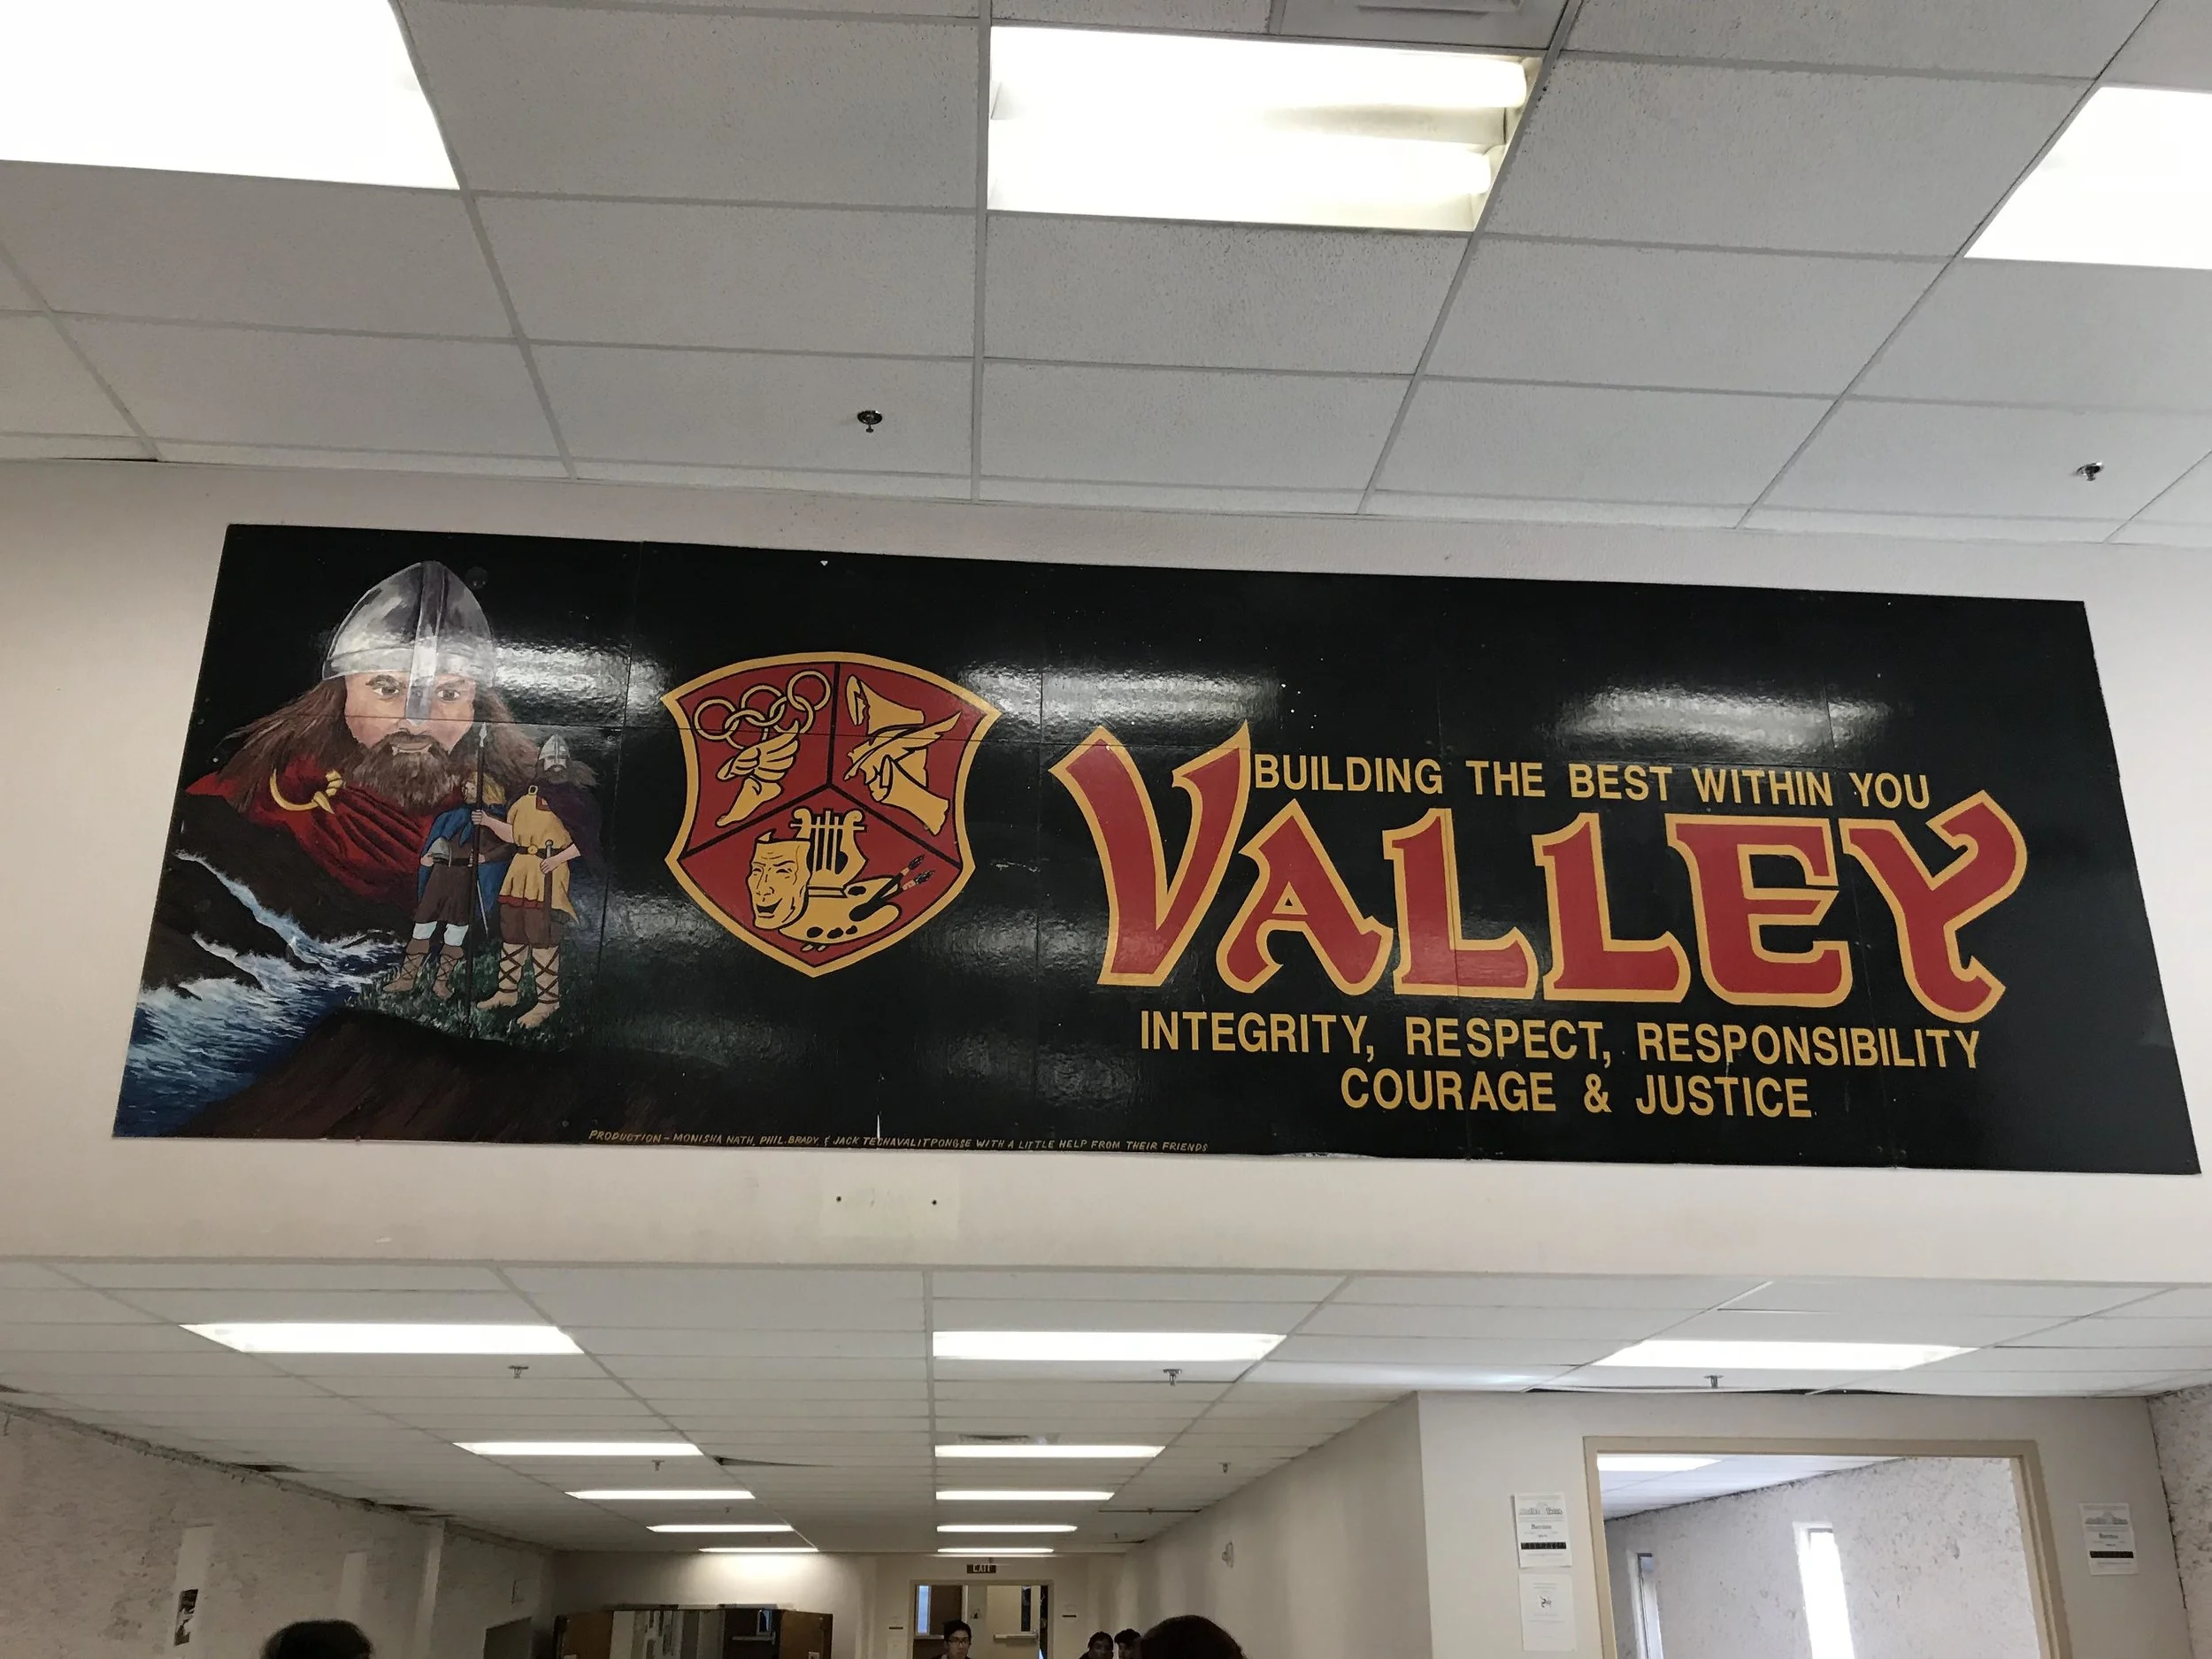 BUILDING THE BEST WITHIN YOU
VALLEY
INTEGRITY, RESPECT, RESPONSIBILITY
COURAGE & JUSTICE
PRODUCTION - MONISHA NATH, PHIL BRADY & JACK TECHAVALITPONGSE WITH A LITTLE HELP FROM THEIR FRIENDS
EXIT